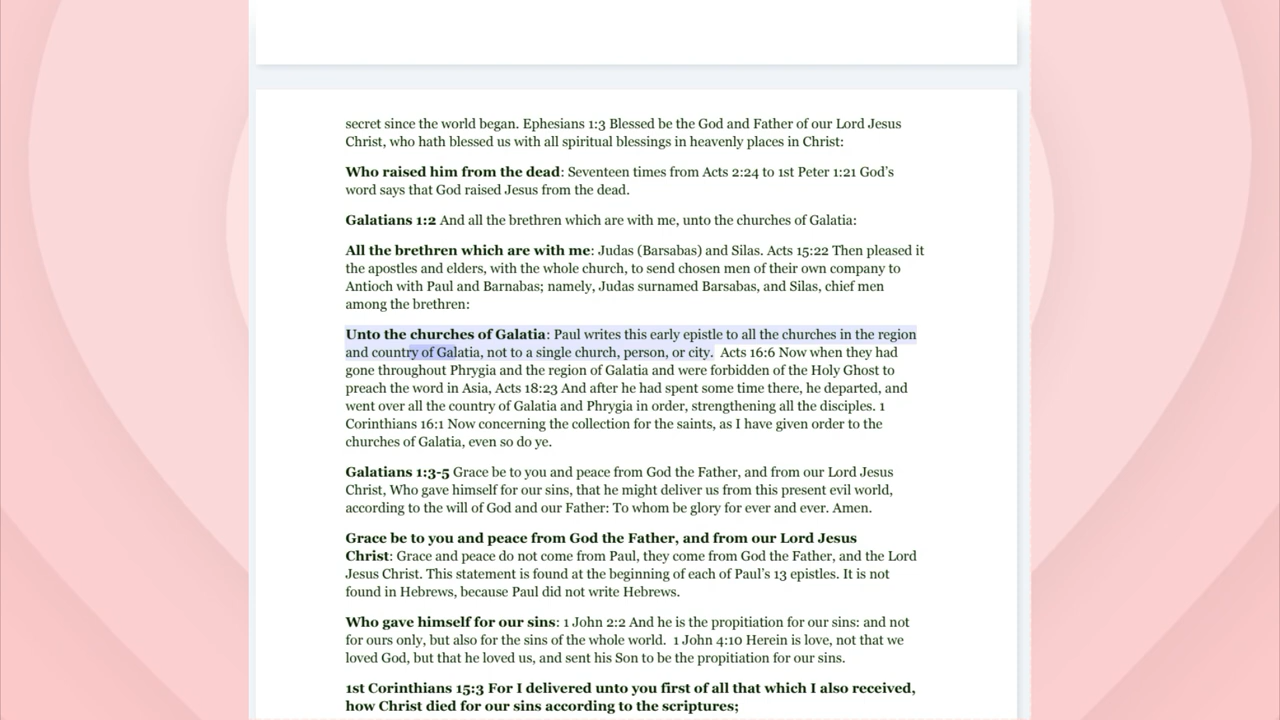 secret since the world began. Ephesians 1:3 Blessed be the God and Father of our Lord Jesus
Christ, who hath blessed us with all spiritual blessings in heavenly places in Christ:
Who raised him from the dead: Seventeen times from Acts 2:24 to 1st Peter 1:21 God's
word says that God raised Jesus from the dead.
Galatians 1:2 And all the brethren which are with me, unto the churches of Galatia:
All the brethren which are with me: Judas (Barsabas) and Silas. Acts 15:22 Then pleased it
the apostles and elders, with the whole church, to send chosen men of their own company to
Antioch with Paul and Barnabas; namely, Judas surnamed Barsabas, and Silas, chief men
among the brethren:
Unto the churches of Galatia: Paul writes this early epistle to all the churches in the region
and country of Galatia, not to a single church, person, or city. Acts 16:6 Now when they had
gone throughout Phrygia and the region of Galatia and were forbidden of the Holy Ghost to
preach the word in Asia, Acts 18:23 And after he had spent some time there, he departed, and
went over all the country of Galatia and Phrygia in order, strengthening all the disciples. 1
Corinthians 16:1 Now concerning the collection for the saints, as I have given order to the
churches of Galatia, even so do ye.
Galatians 1:3-5 Grace be to you and peace from God the Father, and from our Lord Jesus
Christ, Who gave himself for our sins, that he might deliver us from this present evil world,
according to the will of God and our Father: To whom be glory for ever and ever. Amen.
Grace be to you and peace from God the Father, and from our Lord Jesus
Christ: Grace and peace do not come from Paul, they come from God the Father, and the Lord
Jesus Christ. This statement is found at the beginning of each of Paul's 13 epistles. It is not
found in Hebrews, because Paul did not write Hebrews.
Who gave himself for our sins: 1 John 2:2 And he is the propitiation for our sins: and not
for ours only, but also for the sins of the whole world. 1 John 4:10 Herein is love, not that we
loved God, but that he loved us, and sent his Son to be the propitiation for our sins.
1st Corinthians 15:3 For I delivered unto you first of all that which I also received,
how Christ died for our sins according to the scriptures;